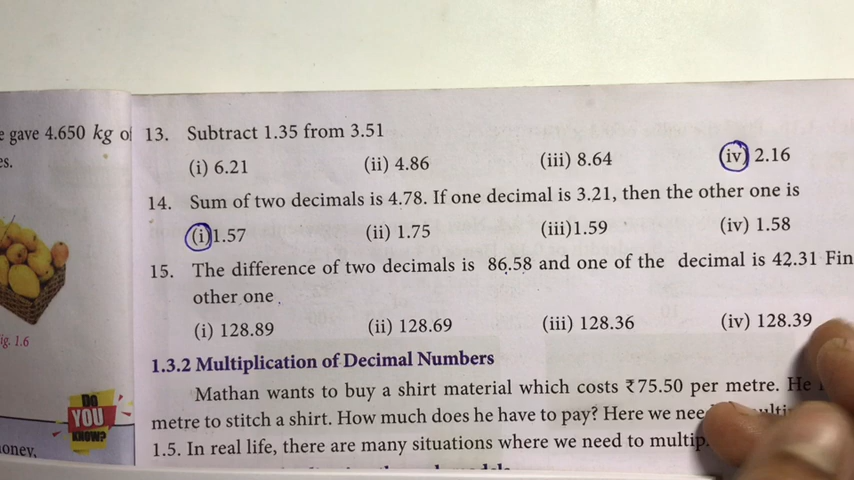 e gave 4.650 kg of
es.
ig. 1.6
DO
YOU
KNOW?
oney,
13. Subtract 1.35 from 3.51
(i) 6.21 (ii) 4.86 (iii) 8.64 (iv) 2.16
14. Sum of two decimals is 4.78. If one decimal is 3.21, then the other one is
(i) 1.57 (ii) 1.75 (iii)1.59 (iv) 1.58
15. The difference of two decimals is 86.58 and one of the decimal is 42.31 Fin
other one.
(i) 128.89 (ii) 128.69 (iii) 128.36 (iv) 128.39
1.3.2 Multiplication of Decimal Numbers
Mathan wants to buy a shirt material which costs ₹75.50 per metre. He
metre to stitch a shirt. How much does he have to pay? Here we nee
1.5. In real life, there are many situations where we need to multip